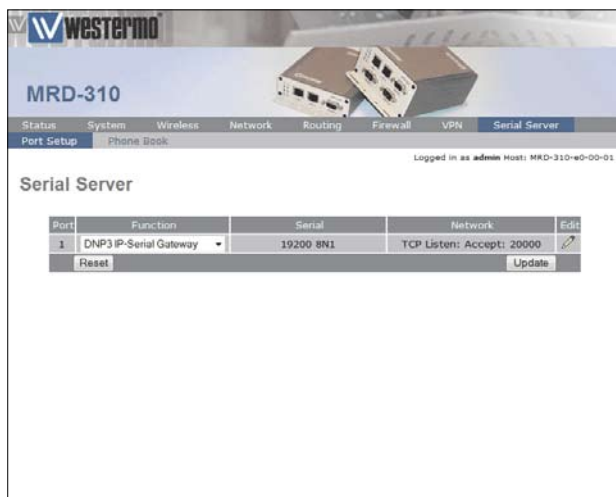 westermo
MRD-310
Status System Wireless Network Routing Firewall VPN Serial Server
Port Setup Phone Book
Logged in as admin Host: MRD-310-e0-00-01
Serial Server
Port Function Serial Network Edit
1 DNP3 IP-Serial Gateway 19200 8N1 TCP Listen: Accept: 20000
Reset Update